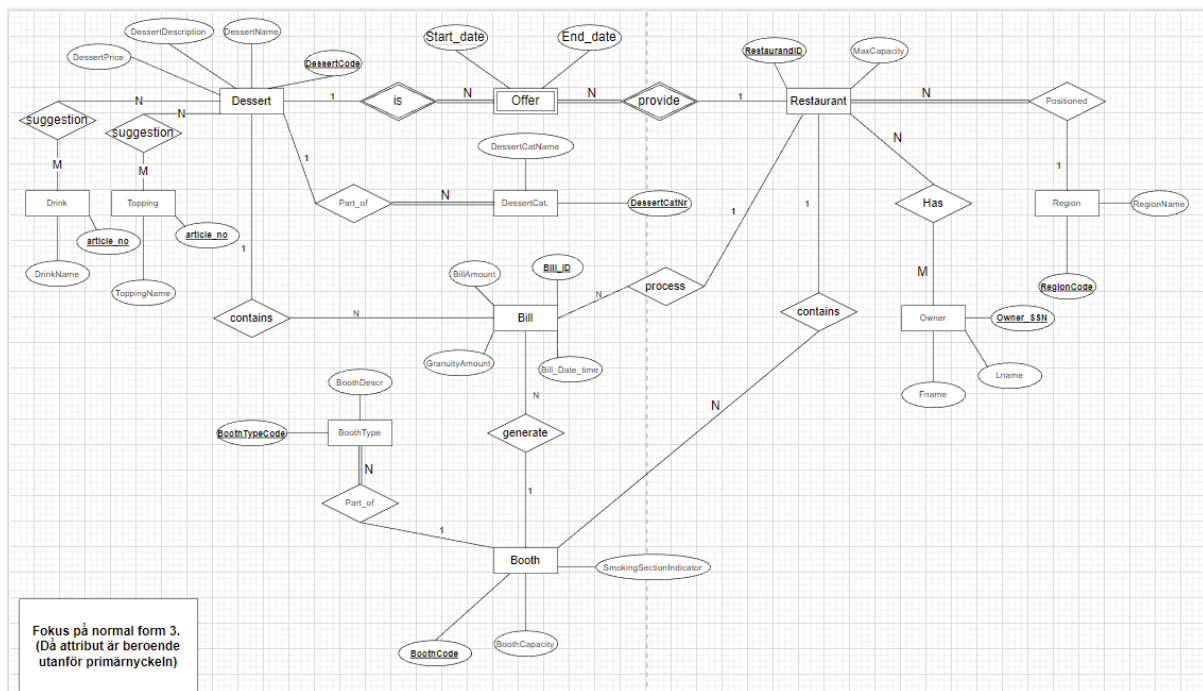 DessertDescription
DessertName
DessertPrice
DessertCode
Start_date
End_date
RestaurandID
MaxCapacity
Dessert
1
is
N
Offer
N
provide
1
Restaurant
N
Positioned
N
N
suggestion
suggestion
M
M
Drink
Topping
article_no
article_no
DrinkName
ToppingName
1
Part_of
N
DessertCatName
DessertCat.
DessertCatNr
1
1
N
Has
M
1
Region
RegionName
RegionCode
1
contains
N
BillAmount
Bill_ID
Bill
GranuityAmount
Bill_Date_time
N
process
contains
Owner
Owner_SSN
Lname
Fname
BoothDescr
BoothTypeCode
BoothType
N
Part_of
1
N
generate
1
N
Booth
SmokingSectionIndicator
BoothCode
BoothCapacity
Fokus på normal form 3.
(Då attribut är beroende
utanför primärnyckeln)